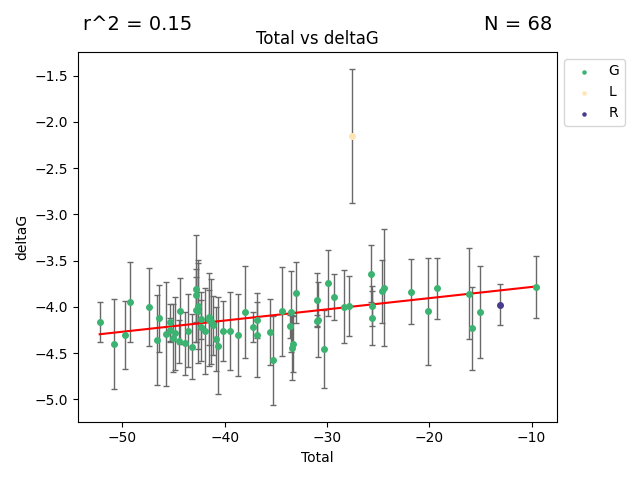 r^2 = 0.15
N = 68
Total vs deltaG
G
L
R
deltaG
−1.5
−2.0
−2.5
−3.0
−3.5
−4.0
−4.5
−5.0
−50
−40
−30
−20
−10
Total